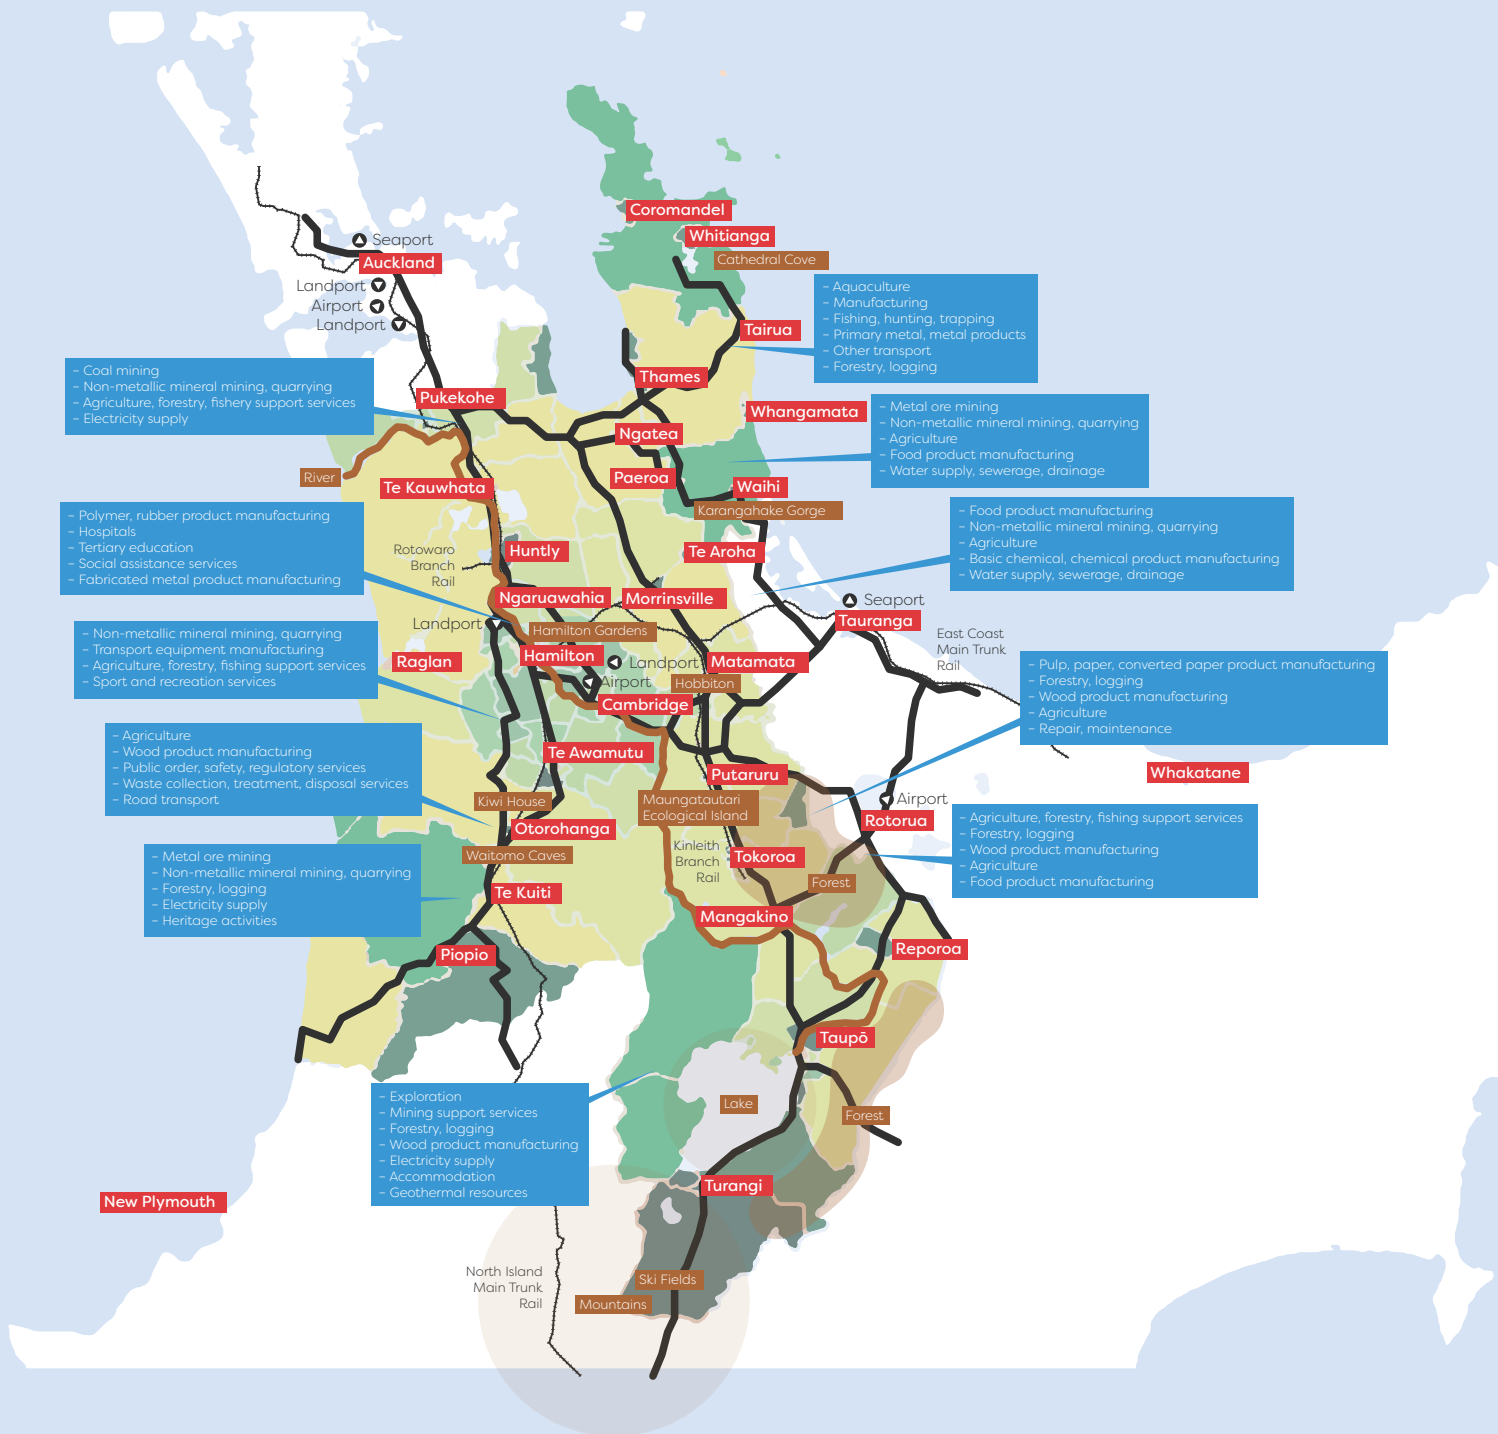 Coromandel
Whitianga
Cathedral Cove
Seaport
Auckland
Landport
Airport
Landport
– Aquaculture
– Manufacturing
– Fishing, hunting, trapping
– Primary metal, metal products
– Other transport
– Forestry, logging
Tairua
Thames
– Coal mining
– Non-metallic mineral mining, quarrying
– Agriculture, forestry, fishery support services
– Electricity supply
Pukekohe
Whangamata
– Metal ore mining
– Non-metallic mineral mining, quarrying
– Agriculture
– Food product manufacturing
– Water supply, sewerage, drainage
Ngatea
River
Te Kauwhata
Paeroa
Waihi
Karangahake Gorge
– Food product manufacturing
– Non-metallic mineral mining, quarrying
– Agriculture
– Basic chemical, chemical product manufacturing
– Water supply, sewerage, drainage
– Polymer, rubber product manufacturing
– Hospitals
– Tertiary education
– Social assistance services
– Fabricated metal product manufacturing
Rotowaro
Branch
Rail
Huntly
Te Aroha
Ngaruawahia
Morrinsville
Seaport
Tauranga
Landport
Hamilton Gardens
East Coast
Main Trunk
Rail
– Non-metallic mineral mining, quarrying
– Transport equipment manufacturing
– Agriculture, forestry, fishing support services
– Sport and recreation services
Raglan
Hamilton
Landport
Airport
Matamata
Hobbiton
Cambridge
– Pulp, paper, converted paper product manufacturing
– Forestry, logging
– Wood product manufacturing
– Agriculture
– Repair, maintenance
– Agriculture
– Wood product manufacturing
– Public order, safety, regulatory services
– Waste collection, treatment, disposal services
– Road transport
Te Awamutu
Putaruru
Whakatane
Kiwi House
Maungatautari
Ecological Island
Airport
Rotorua
Otorohanga
– Agriculture, forestry, fishing support services
– Forestry, logging
– Wood product manufacturing
– Agriculture
– Food product manufacturing
Waitomo Caves
Kinleith
Branch
Rail
Tokoroa
Forest
– Metal ore mining
– Non-metallic mineral mining, quarrying
– Forestry, logging
– Electricity supply
– Heritage activities
Te Kuiti
Mangakino
Piopio
Reporoa
Taupō
– Exploration
– Mining support services
– Forestry, logging
– Wood product manufacturing
– Electricity supply
– Accommodation
– Geothermal resources
Lake
Forest
Turangi
New Plymouth
North Island
Main Trunk
Rail
Ski Fields
Mountains